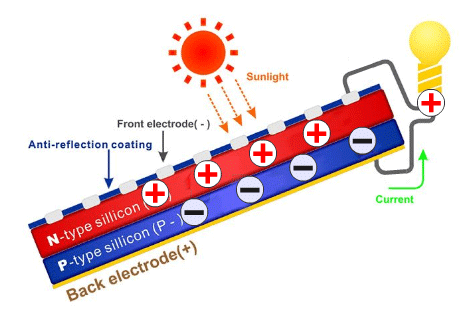 Sunlight
Front electrode( - )
Anti-reflection coating
N-type sillicon (
P-type sillicon (P - )
Back electrode(+)
Current